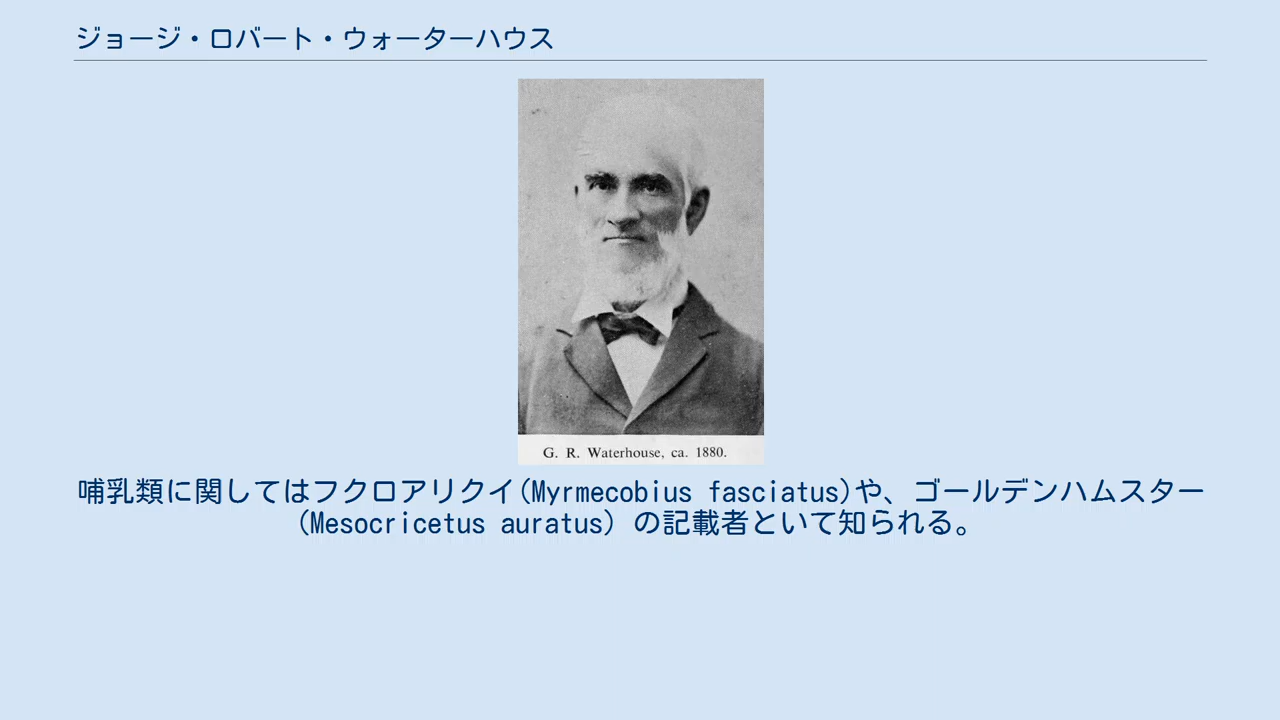 ジョージ・ロバート・ウォーターハウス
G. R. Waterhouse, ca. 1880.
哺乳類に関してはフクロアリクイ(Myrmecobius fasciatus)や、ゴールデンハムスター
(Mesocricetus auratus) の記載者といて知られる。